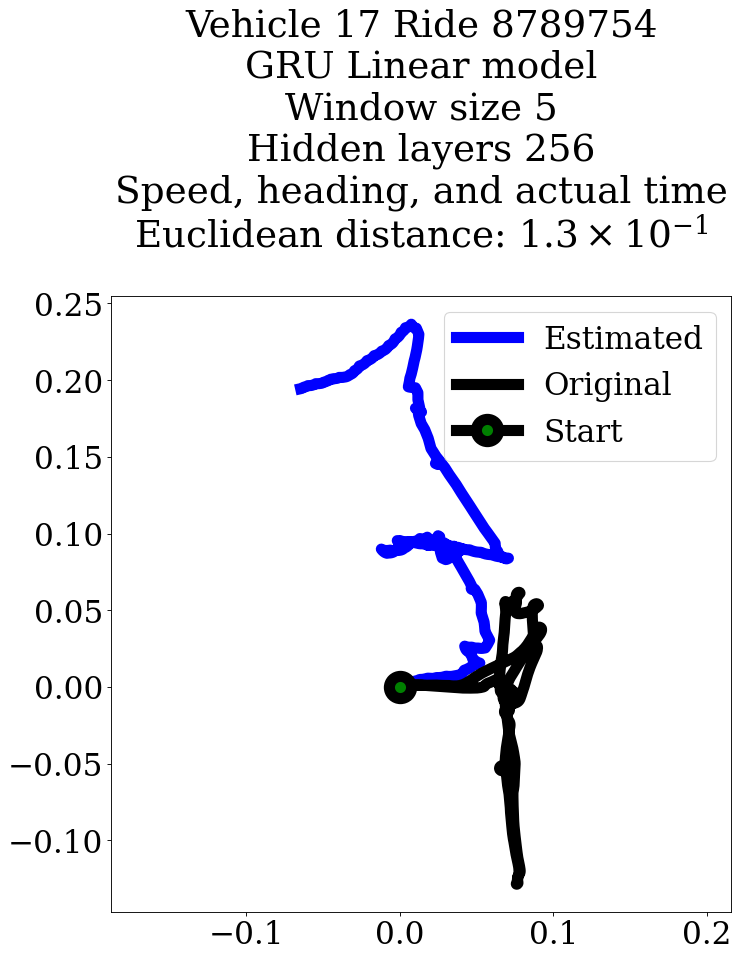 Vehicle 17 Ride 8789754
GRU Linear model
Window size 5
Hidden layers 256
Speed, heading, and actual time
Euclidean distance: 1.3 × 10⁻¹
Estimated
Original
Start
0.25
0.20
0.15
0.10
0.05
0.00
−0.05
−0.10
−0.1 0.0 0.1 0.2